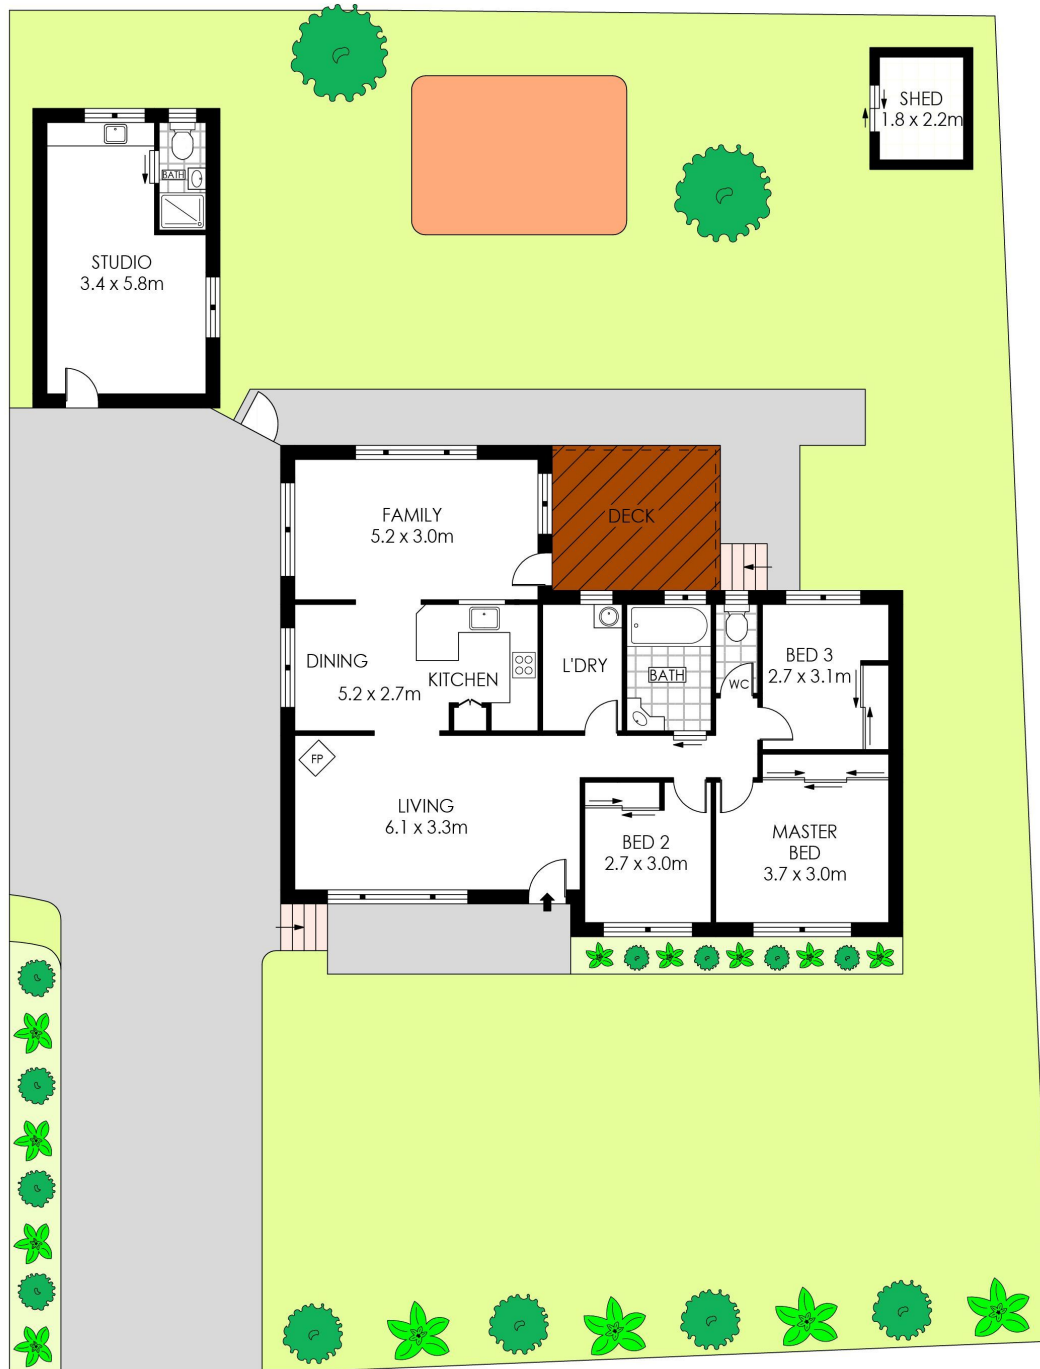 SHED
1.8 x 2.2m
BATH
STUDIO
3.4 x 5.8m
FAMILY
5.2 x 3.0m
DECK
DINING
KITCHEN
5.2 x 2.7m
L'DRY
BATH
WC
BED 3
2.7 x 3.1m
FP
LIVING
6.1 x 3.3m
BED 2
2.7 x 3.0m
MASTER
BED
3.7 x 3.0m